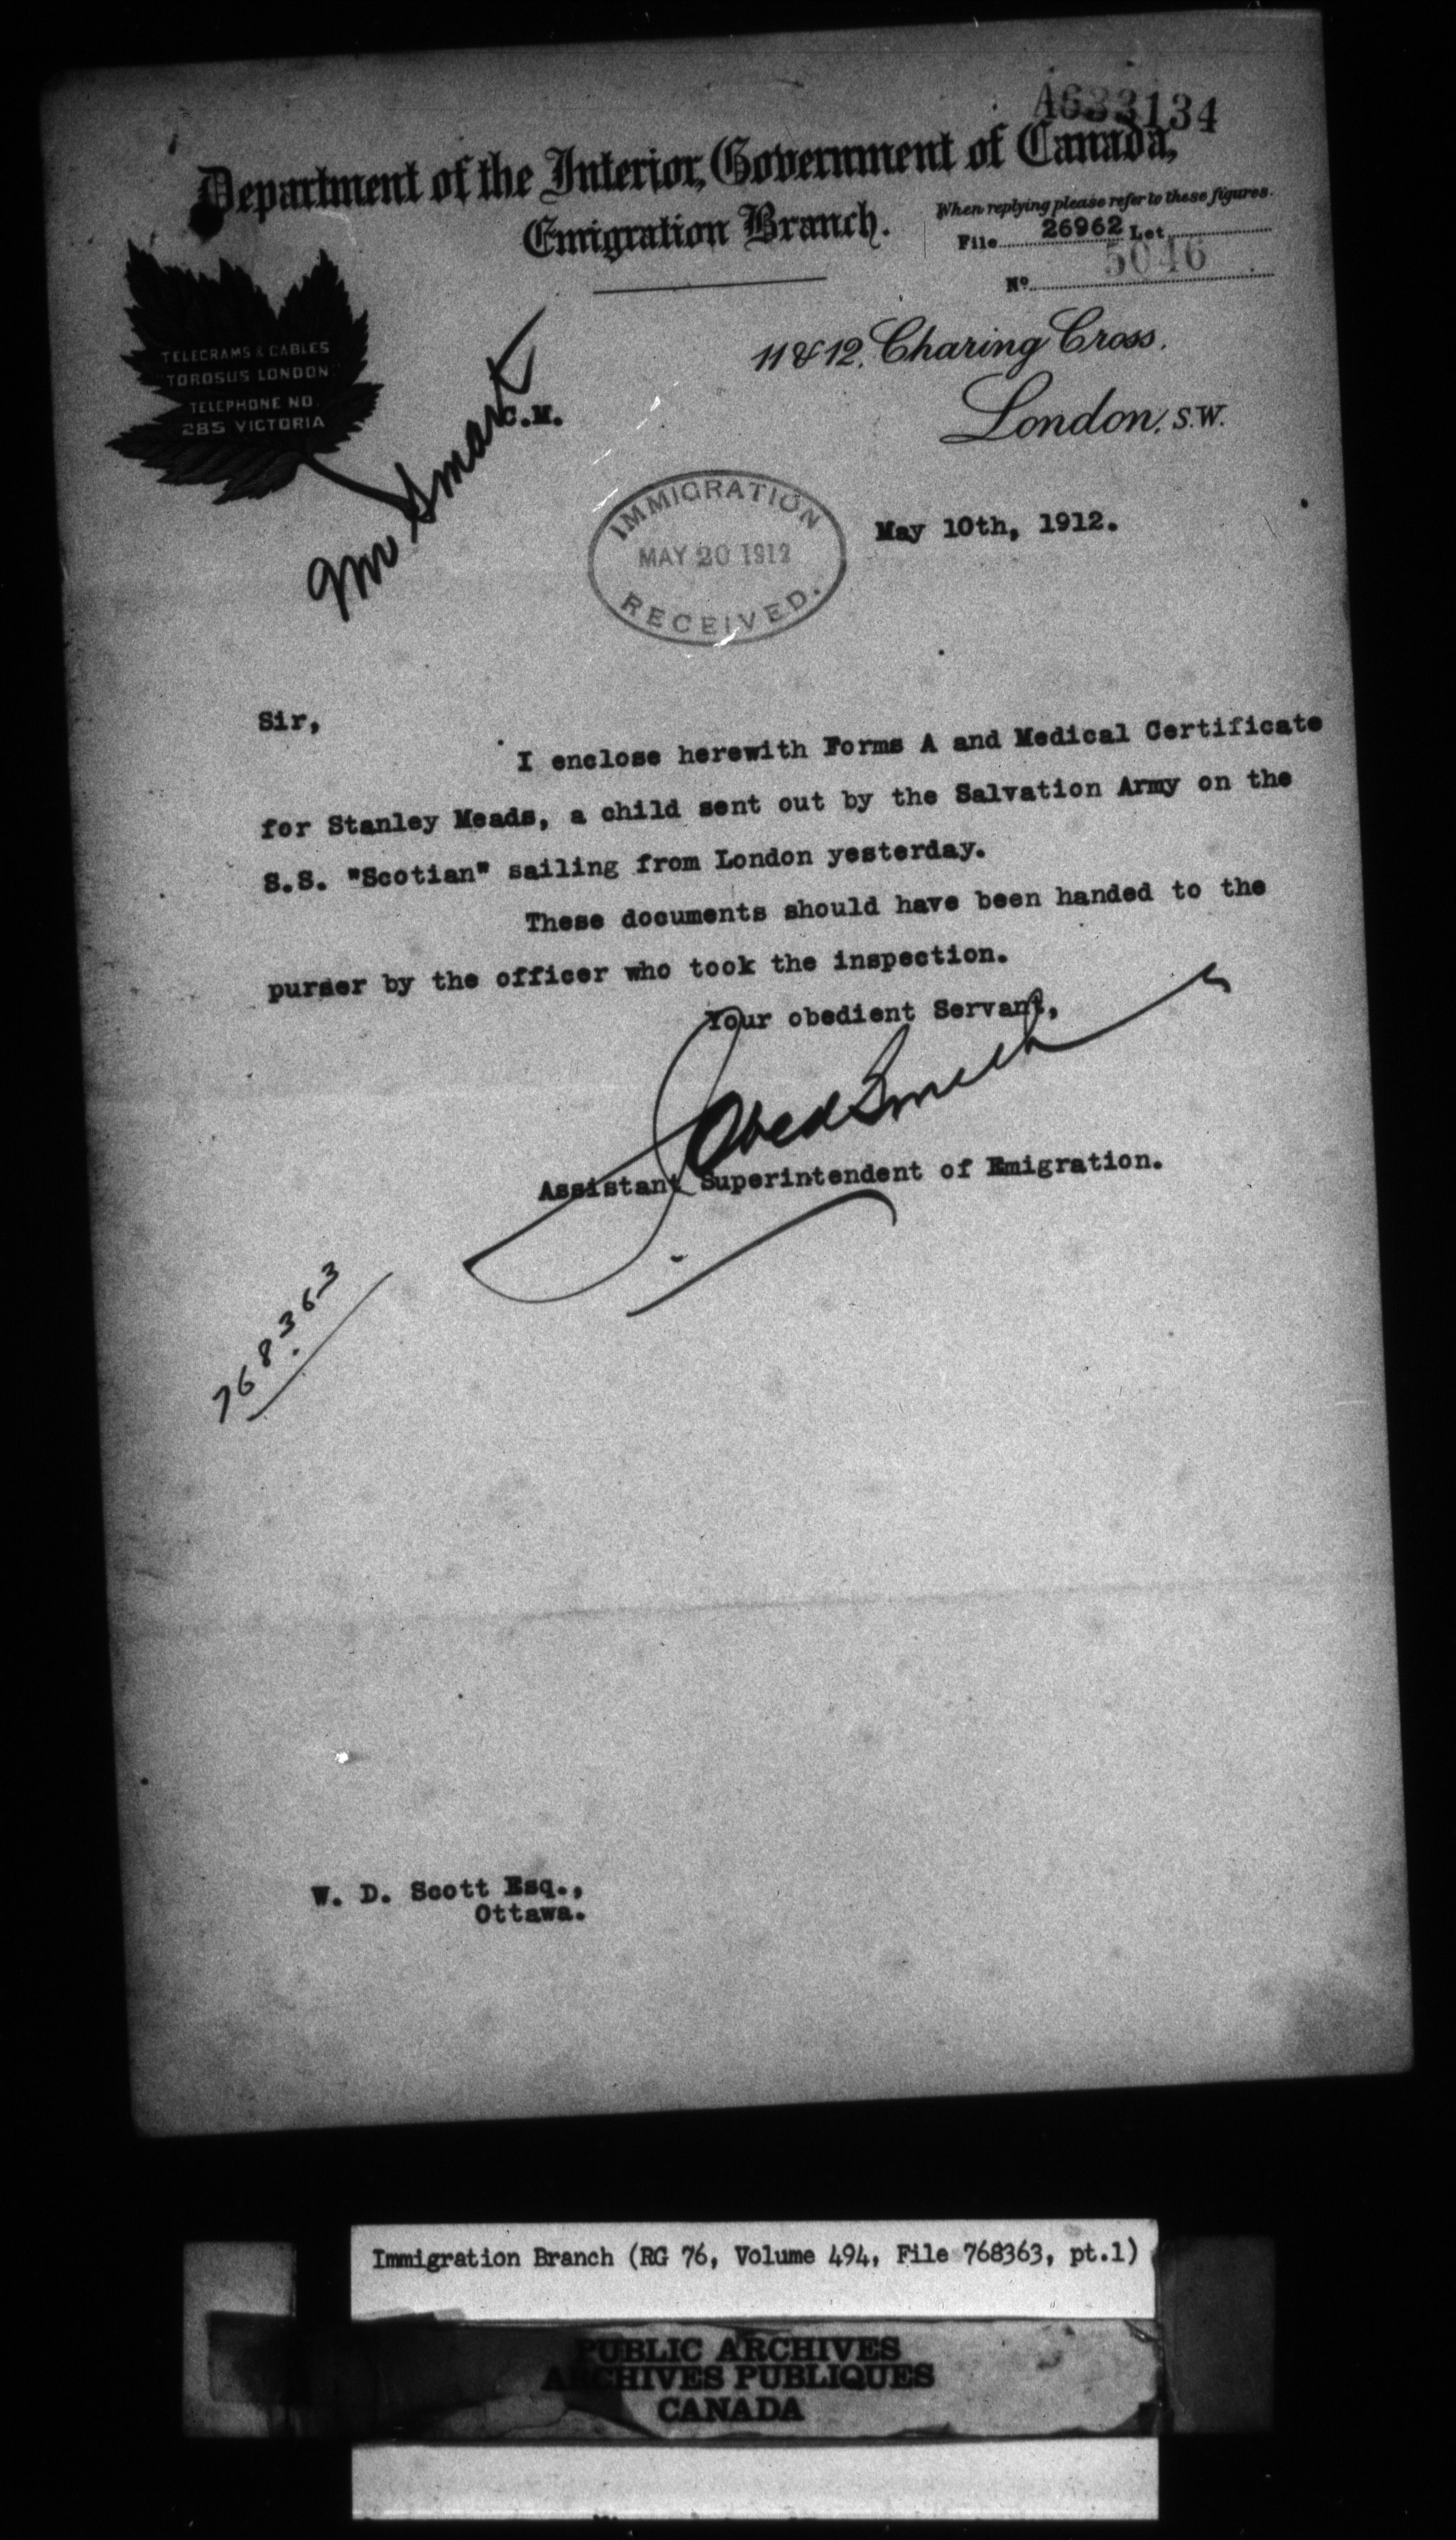 A633134
Department of the Interior, Government of Canada,
Emigration Branch.
When replying please refer to these figures.
File 26962 Let
5046
Nº
TELEGRAMS & CABLES
"TOROSUS LONDON."
TELEPHONE NO.
285 VICTORIA
Mr Smart
C.M.
11 & 12, Charing Cross,
London, S.W.
IMMIGRATION
MAY 20 1912
RECEIVED.
May 10th, 1912.
Sir,
I enclose herewith Forms A and Medical Certificate
for Stanley Meads, a child sent out by the Salvation Army on the
S.S. "Scotian" sailing from London yesterday.
These documents should have been handed to the
purser by the officer who took the inspection.
Your obedient Servant,
J. Obed Smith
Assistant Superintendent of Emigration.
768363
W. D. Scott Esq.,
Ottawa.
Immigration Branch (RG 76, Volume 494, File 768363, pt.1)
PUBLIC ARCHIVES
ARCHIVES PUBLIQUES
CANADA